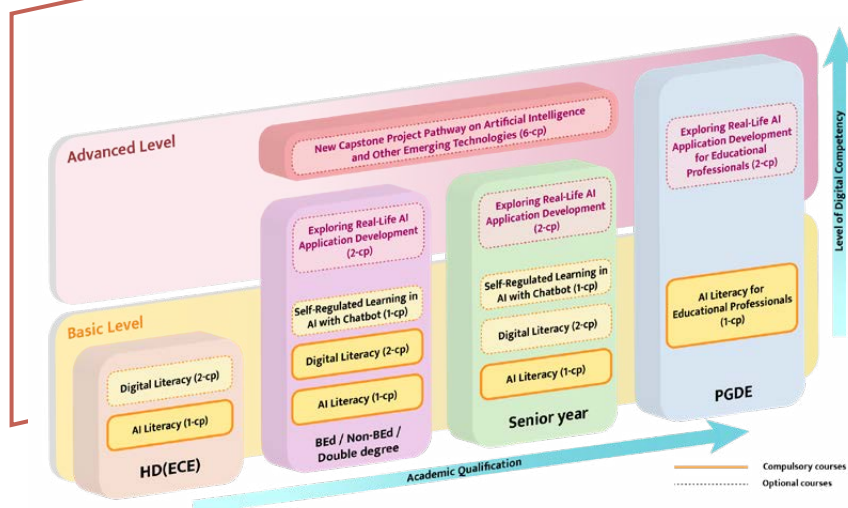 Advanced Level
New Capstone Project Pathway on Artificial Intelligence
and Other Emerging Technologies (6-cp)
Basic Level
Digital Literacy (2-cp)
AI Literacy (1-cp)
HD(ECE)
Exploring Real-Life AI
Application Development
(2-cp)
Self-Regulated Learning in
AI with Chatbot (1-cp)
Digital Literacy (2-cp)
AI Literacy (1-cp)
BEd / Non-BEd /
Double degree
Exploring Real-Life AI
Application Development
(2-cp)
Self-Regulated Learning in
AI with Chatbot (1-cp)
Digital Literacy (2-cp)
AI Literacy (1-cp)
Senior year
Exploring Real-Life AI
Application Development
for Educational
Professionals (2-cp)
AI Literacy for
Educational Professionals
(1-cp)
PGDE
Level of Digital Competency
Academic Qualification
Compulsory courses
Optional courses